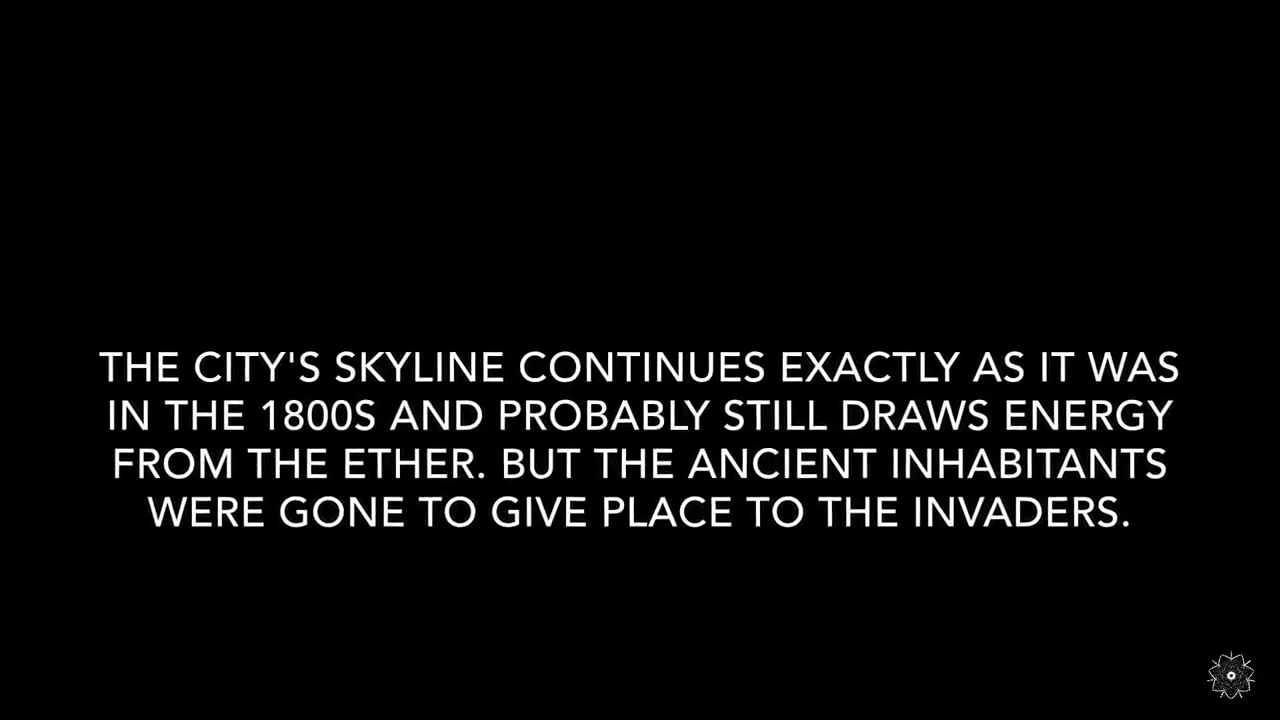 THE CITY'S SKYLINE CONTINUES EXACTLY AS IT WAS
IN THE 1800S AND PROBABLY STILL DRAWS ENERGY
FROM THE ETHER. BUT THE ANCIENT INHABITANTS
WERE GONE TO GIVE PLACE TO THE INVADERS.